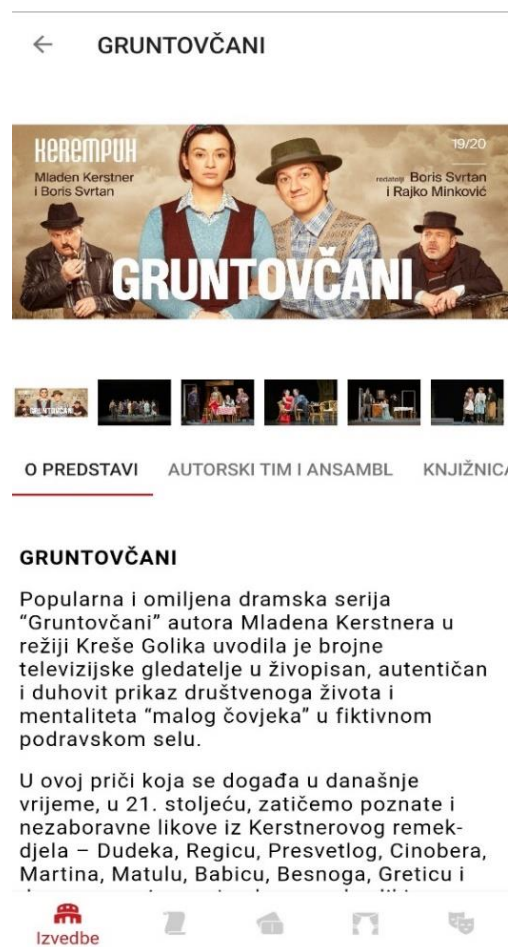 GRUNTOVČANI
KEREMPUH
19/20
Mladen Kerstner
i Boris Svrtan
redatelji Boris Svrtan
i Rajko Minković
GRUNTOVČANI
O PREDSTAVI
AUTORSKI TIM I ANSAMBL
KNJIŽNICA
GRUNTOVČANI
Popularna i omiljena dramska serija
“Gruntovčani” autora Mladena Kerstnera u
režiji Kreše Golika uvodila je brojne
televizijske gledatelje u živopisan, autentičan
i duhovit prikaz društvenoga života i
mentaliteta “malog čovjeka” u fiktivnom
podravskom selu.
U ovoj priči koja se događa u današnje
vrijeme, u 21. stoljeću, zatičemo poznate i
nezaboravne likove iz Kerstnerovog remek-
djela – Dudeka, Regicu, Presvetlog, Cinobera,
Martina, Matulu, Babicu, Besnoga, Greticu i
Izvedbe